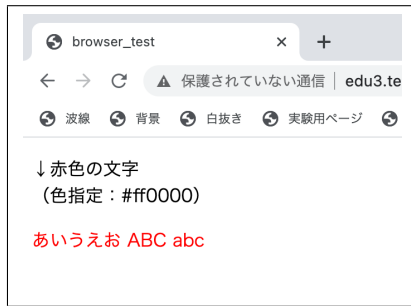 browser_test × +
保護されていない通信 | edu3.te
波線 背景 白抜き 実験用ページ
↓赤色の文字
（色指定：#ff0000）
あいうえお ABC abc